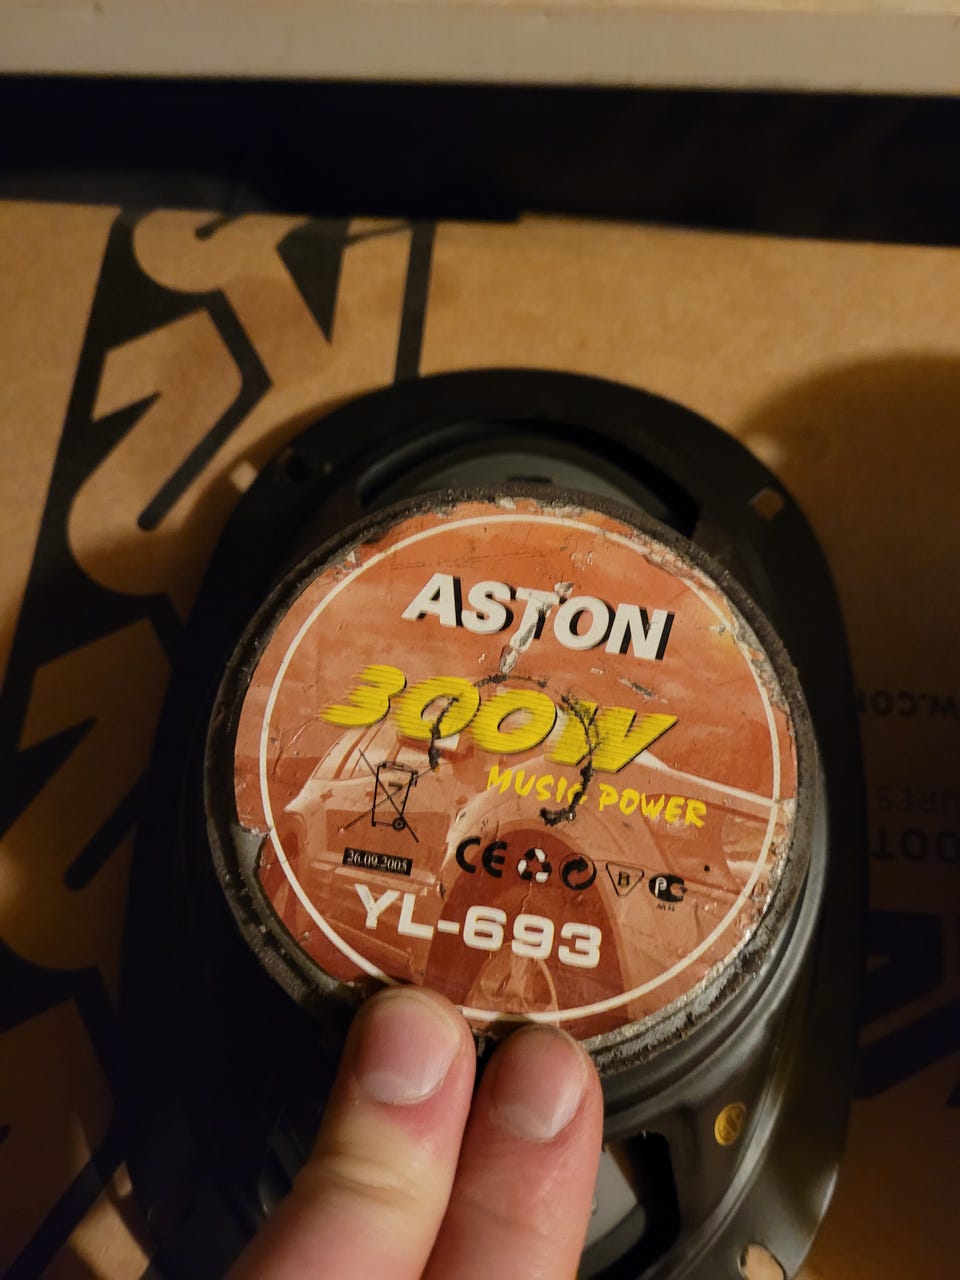 ASTON
300W
MUSIC POWER
26.09.2005
CE
B
YL-693